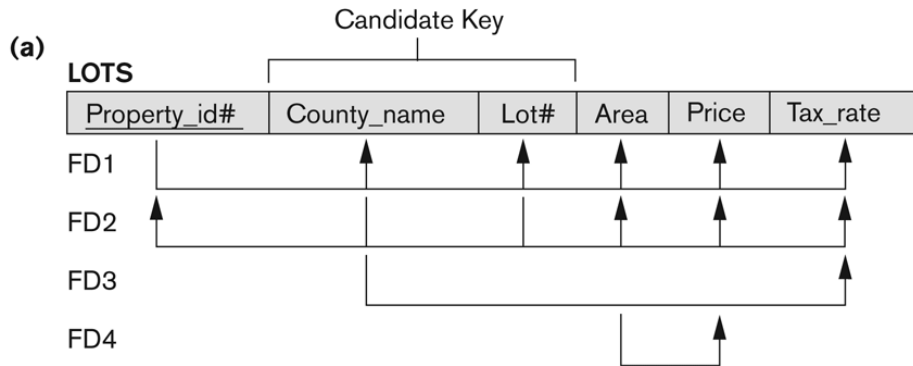 Candidate Key
(a)
LOTS
Property_id# County_name Lot# Area Price Tax_rate
FD1
FD2
FD3
FD4